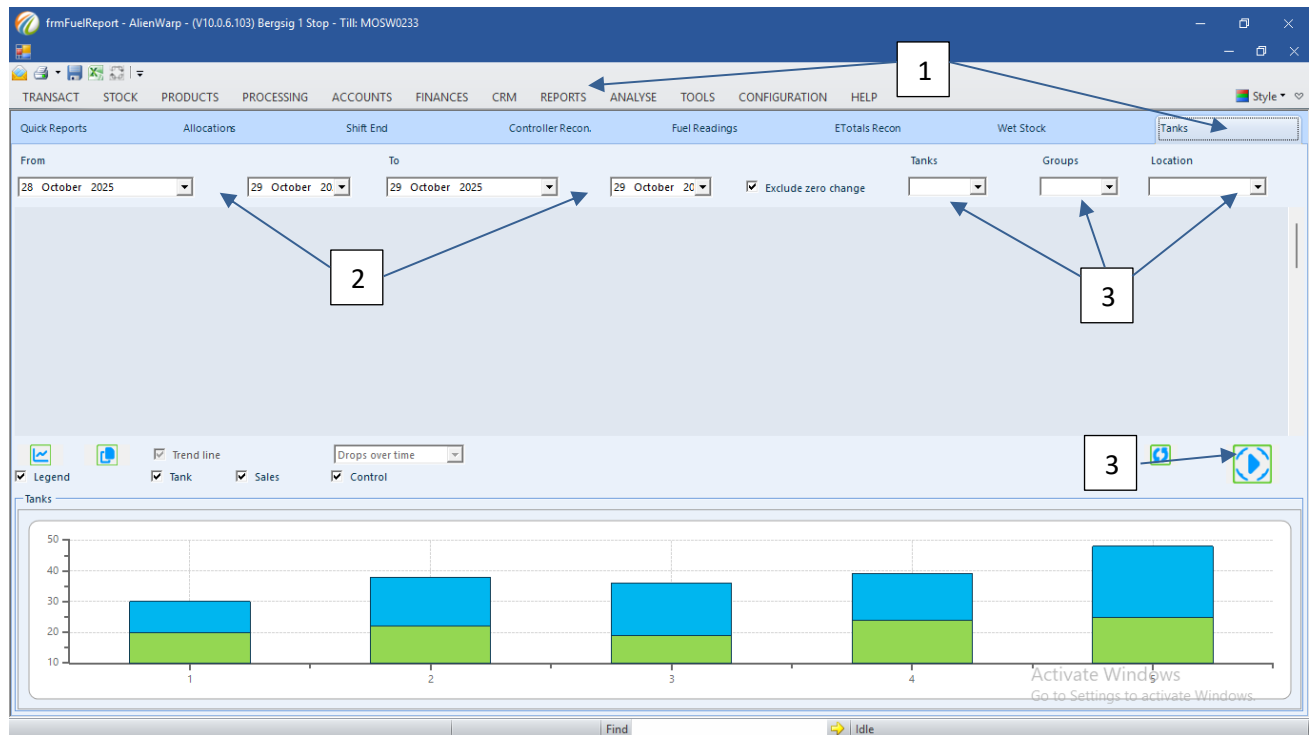 frmFuelReport - AlienWarp - (V10.0.6.103) Bergsig 1 Stop - Till: MOSW0233
1
TRANSACT STOCK PRODUCTS PROCESSING ACCOUNTS FINANCES CRM REPORTS ANALYSE TOOLS CONFIGURATION HELP Style
Quick Reports Allocations Shift End Controller Recon. Fuel Readings ETotals Recon Wet Stock Tanks
From To Tanks Groups Location
28 October 2025 29 October 20 29 October 2025 29 October 20 Exclude zero change
2
3
Trend line Drops over time
3
Legend Tank Sales Control
Tanks
50
40
30
20
10
1 2 3 4 5
Activate Windows
Go to Settings to activate Windows.
Find Idle